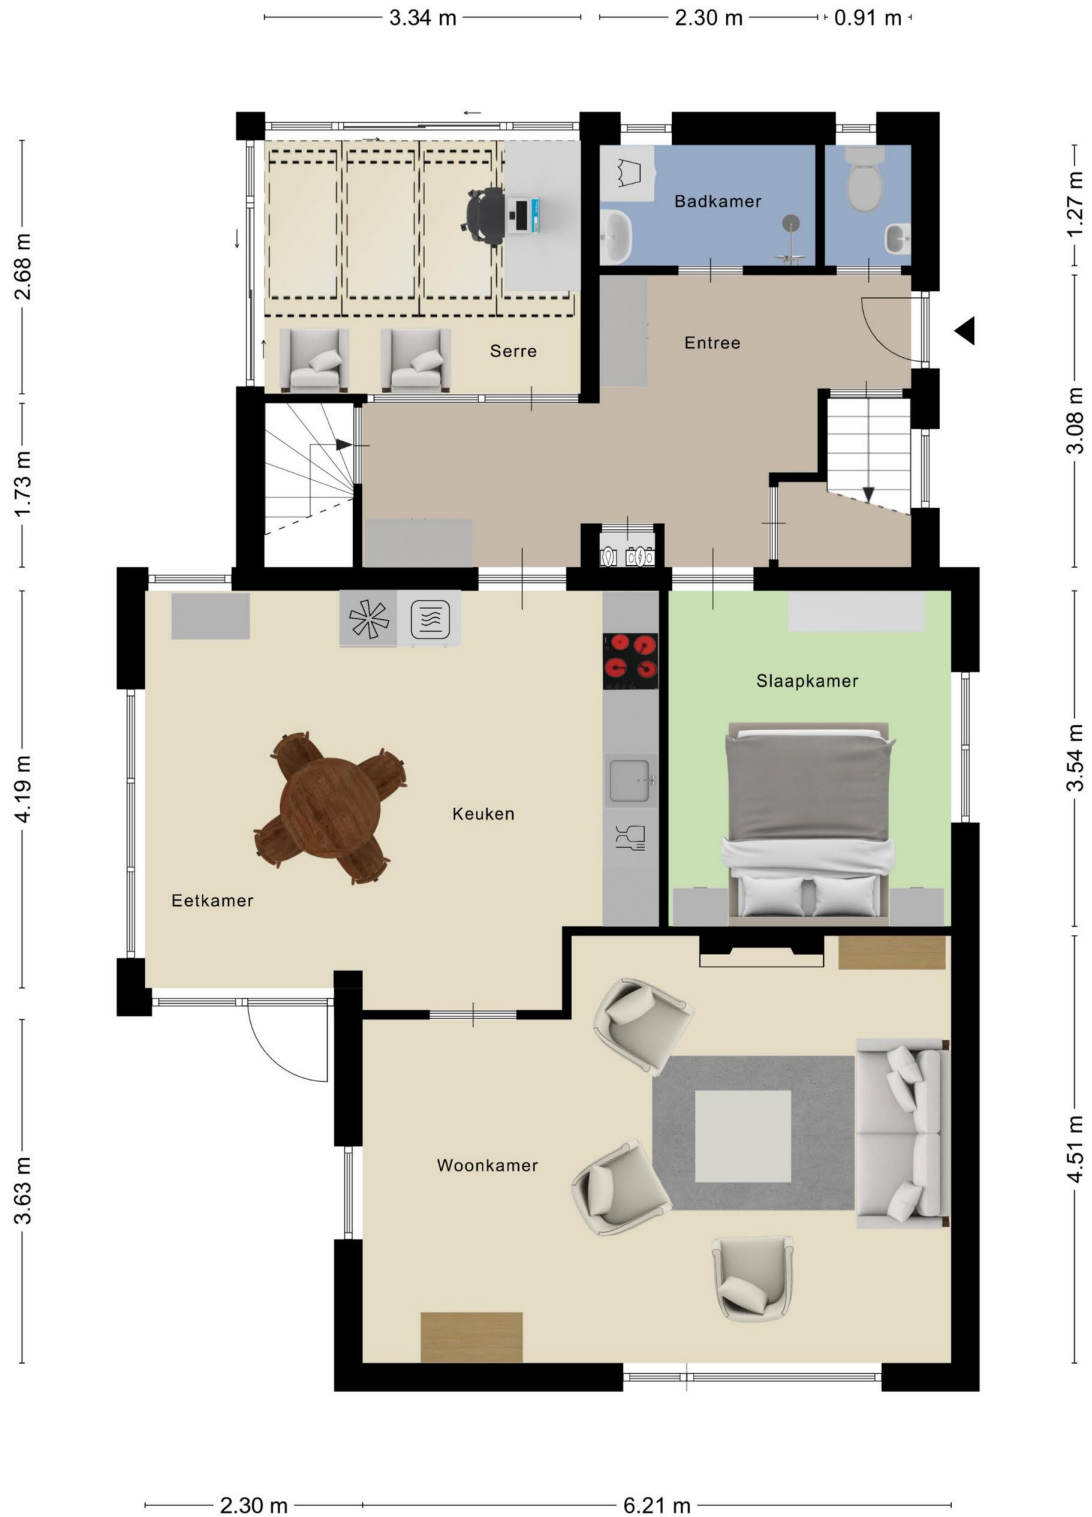 3.34 m
2.30 m
0.91 m
2.68 m
1.27 m
Badkamer
Entree
Serre
3.08 m
1.73 m
Slaapkamer
4.19 m
3.54 m
Keuken
Eetkamer
Woonkamer
3.63 m
4.51 m
2.30 m
6.21 m